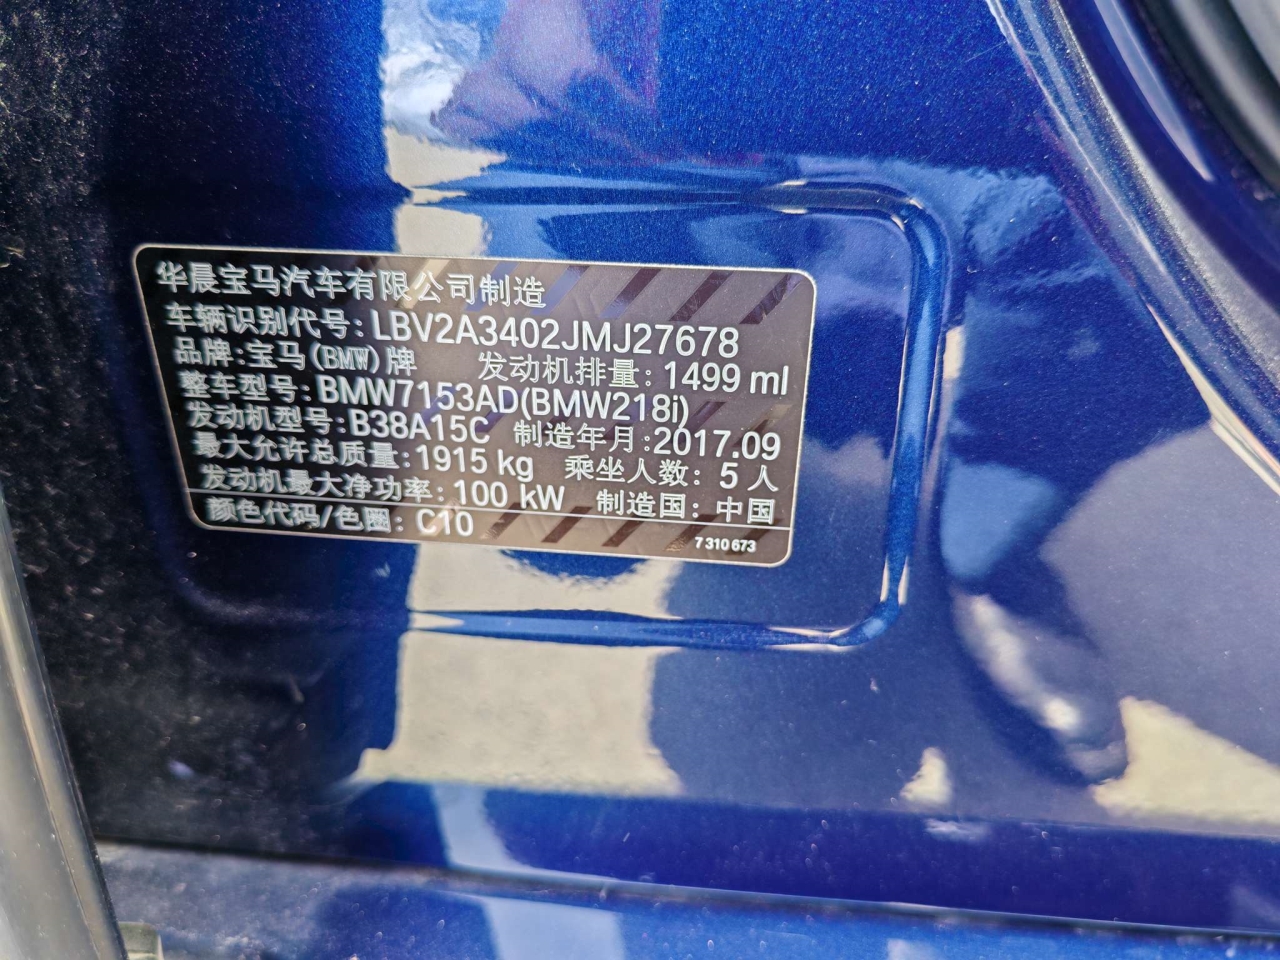 华晨宝马汽车有限公司制造
车辆识别代号: LBV2A3402JMJ27678
品牌: 宝马(BMW)牌 发动机排量: 1499 ml
整车型号: BMW7153AD(BMW218i)
发动机型号: B38A15C 制造年月: 2017.09
最大允许总质量: 1915 kg 乘坐人数: 5 人
发动机最大净功率: 100 kW 制造国: 中国
颜色代码/色圈: C10
7 310 673